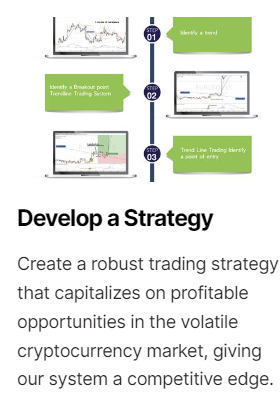 STEP
01
Identify a trend
Identify a Breakout point
Trendline Trading System
STEP
02
STEP
03
Trend Line Trading Identify
a point of entry
Develop a Strategy
Create a robust trading strategy
that capitalizes on profitable
opportunities in the volatile
cryptocurrency market, giving
our system a competitive edge.